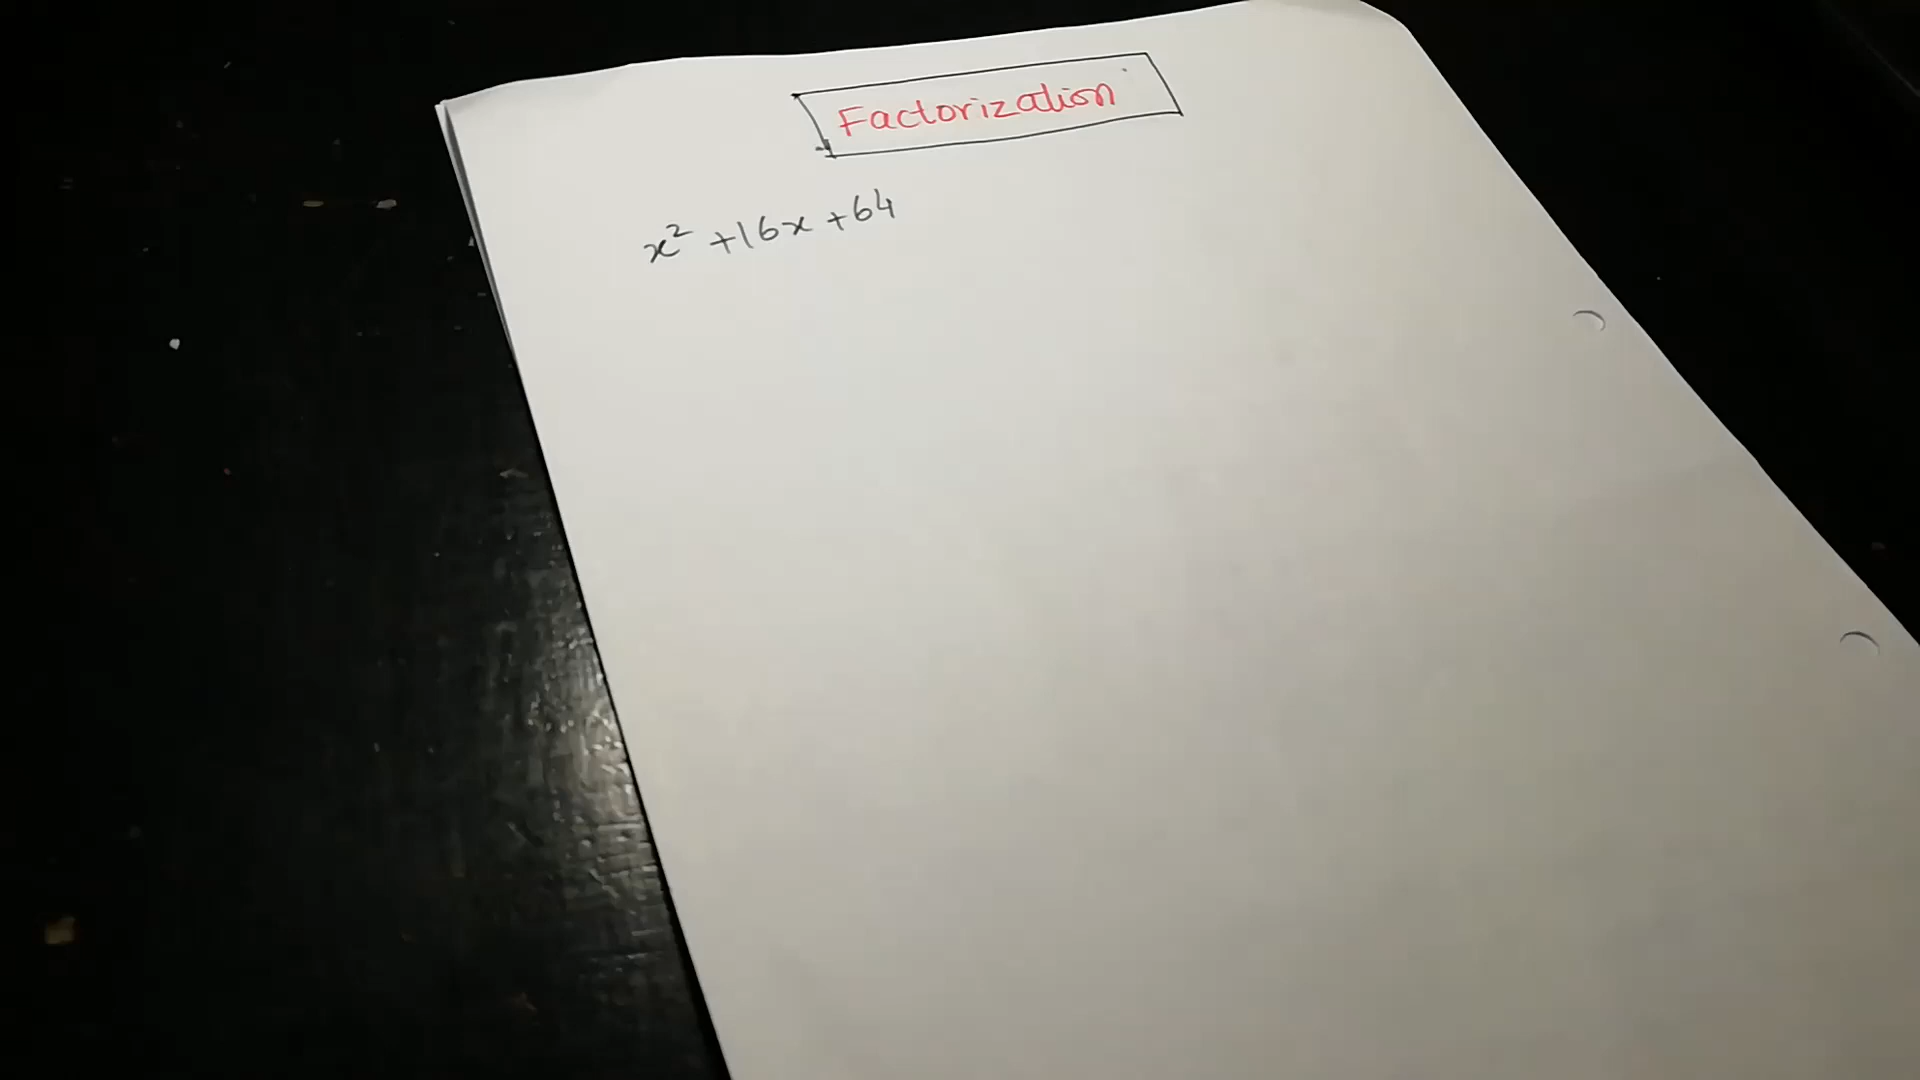 Factorization
x² +16x +64